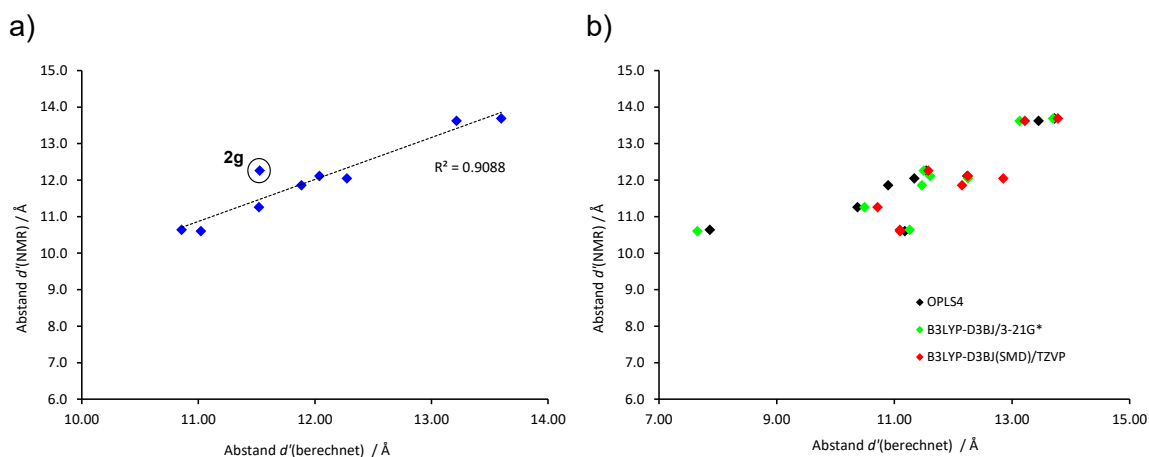 a)
15.0
14.0
13.0
12.0
11.0
10.0
9.0
8.0
7.0
6.0
10.00 11.00 12.00 13.00 14.00
Abstand d'(NMR) / Å
Abstand d'(berechnet) / Å
2g
R² = 0.9088
b)
15.0
14.0
13.0
12.0
11.0
10.0
9.0
8.0
7.0
6.0
7.00 9.00 11.00 13.00 15.00
Abstand d'(NMR) / Å
Abstand d'(berechnet) / Å
OPLS4
B3LYP-D3BJ/3-21G*
B3LYP-D3BJ(SMD)/TZVP